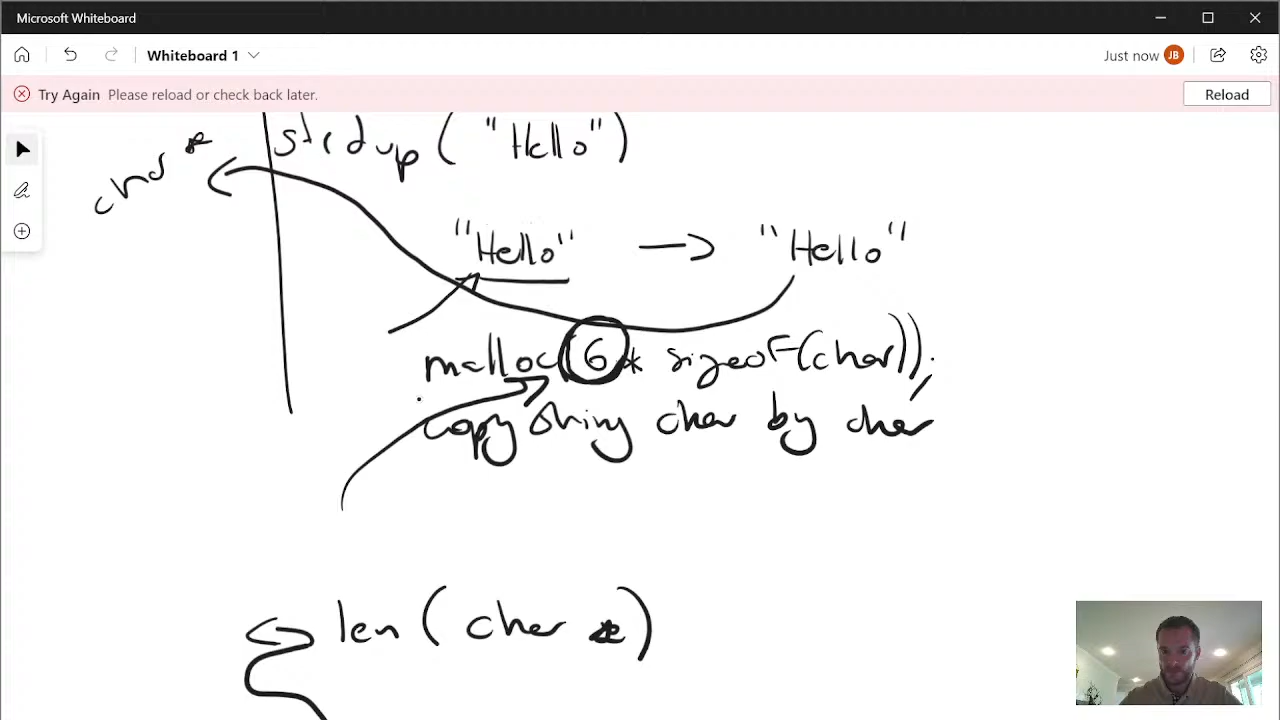 Microsoft Whiteboard
Whiteboard 1
Just now JB
Try Again Please reload or check back later.
Reload
strdup ( "Hello" )
char *
"Hello" → "Hello"
malloc(6 * sizeof(char));
copy string char by char
len ( char * )